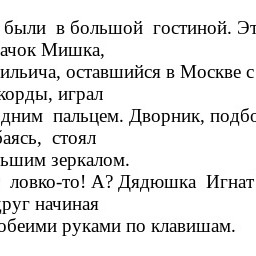 были в большой гостиной. Эт
ачок Мишка,
ильича, оставшийся в Москве с
корды, играл
дним пальцем. Дворник, подбо
баясь, стоял
ьшим зеркалом.
ловко-то! А? Дядюшка Игнат
друг начиная
обеими руками по клавишам.